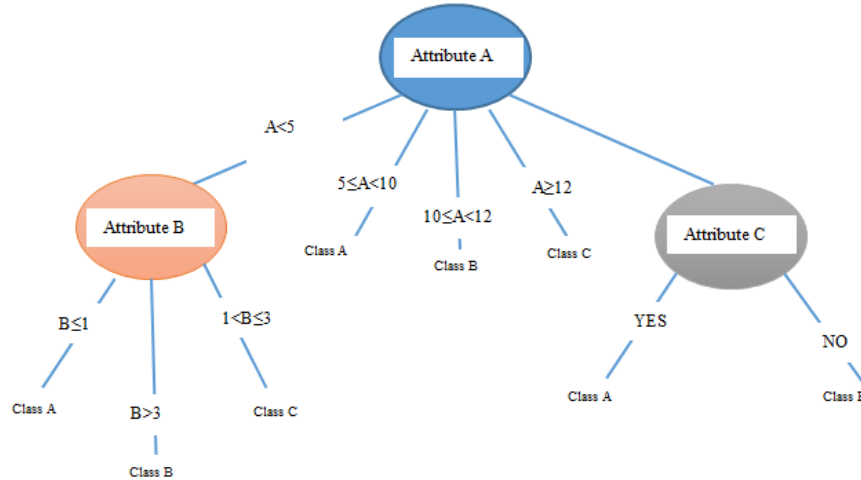 Attribute A
A<5
5≤A<10
10≤A<12
A≥12
Attribute B
Attribute C
Class A
Class B
Class C
B≤1
B>3
1<B≤3
YES
NO
Class A
Class B
Class C
Class A
Class